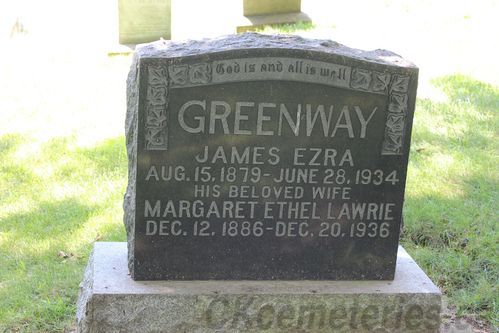 God is and all is well
GREENWAY
JAMES EZRA
AUG. 15, 1879 - JUNE 28, 1934
HIS BELOVED WIFE
MARGARET ETHEL LAWRIE
DEC. 12, 1886 - DEC. 20, 1936
CKcemeteries